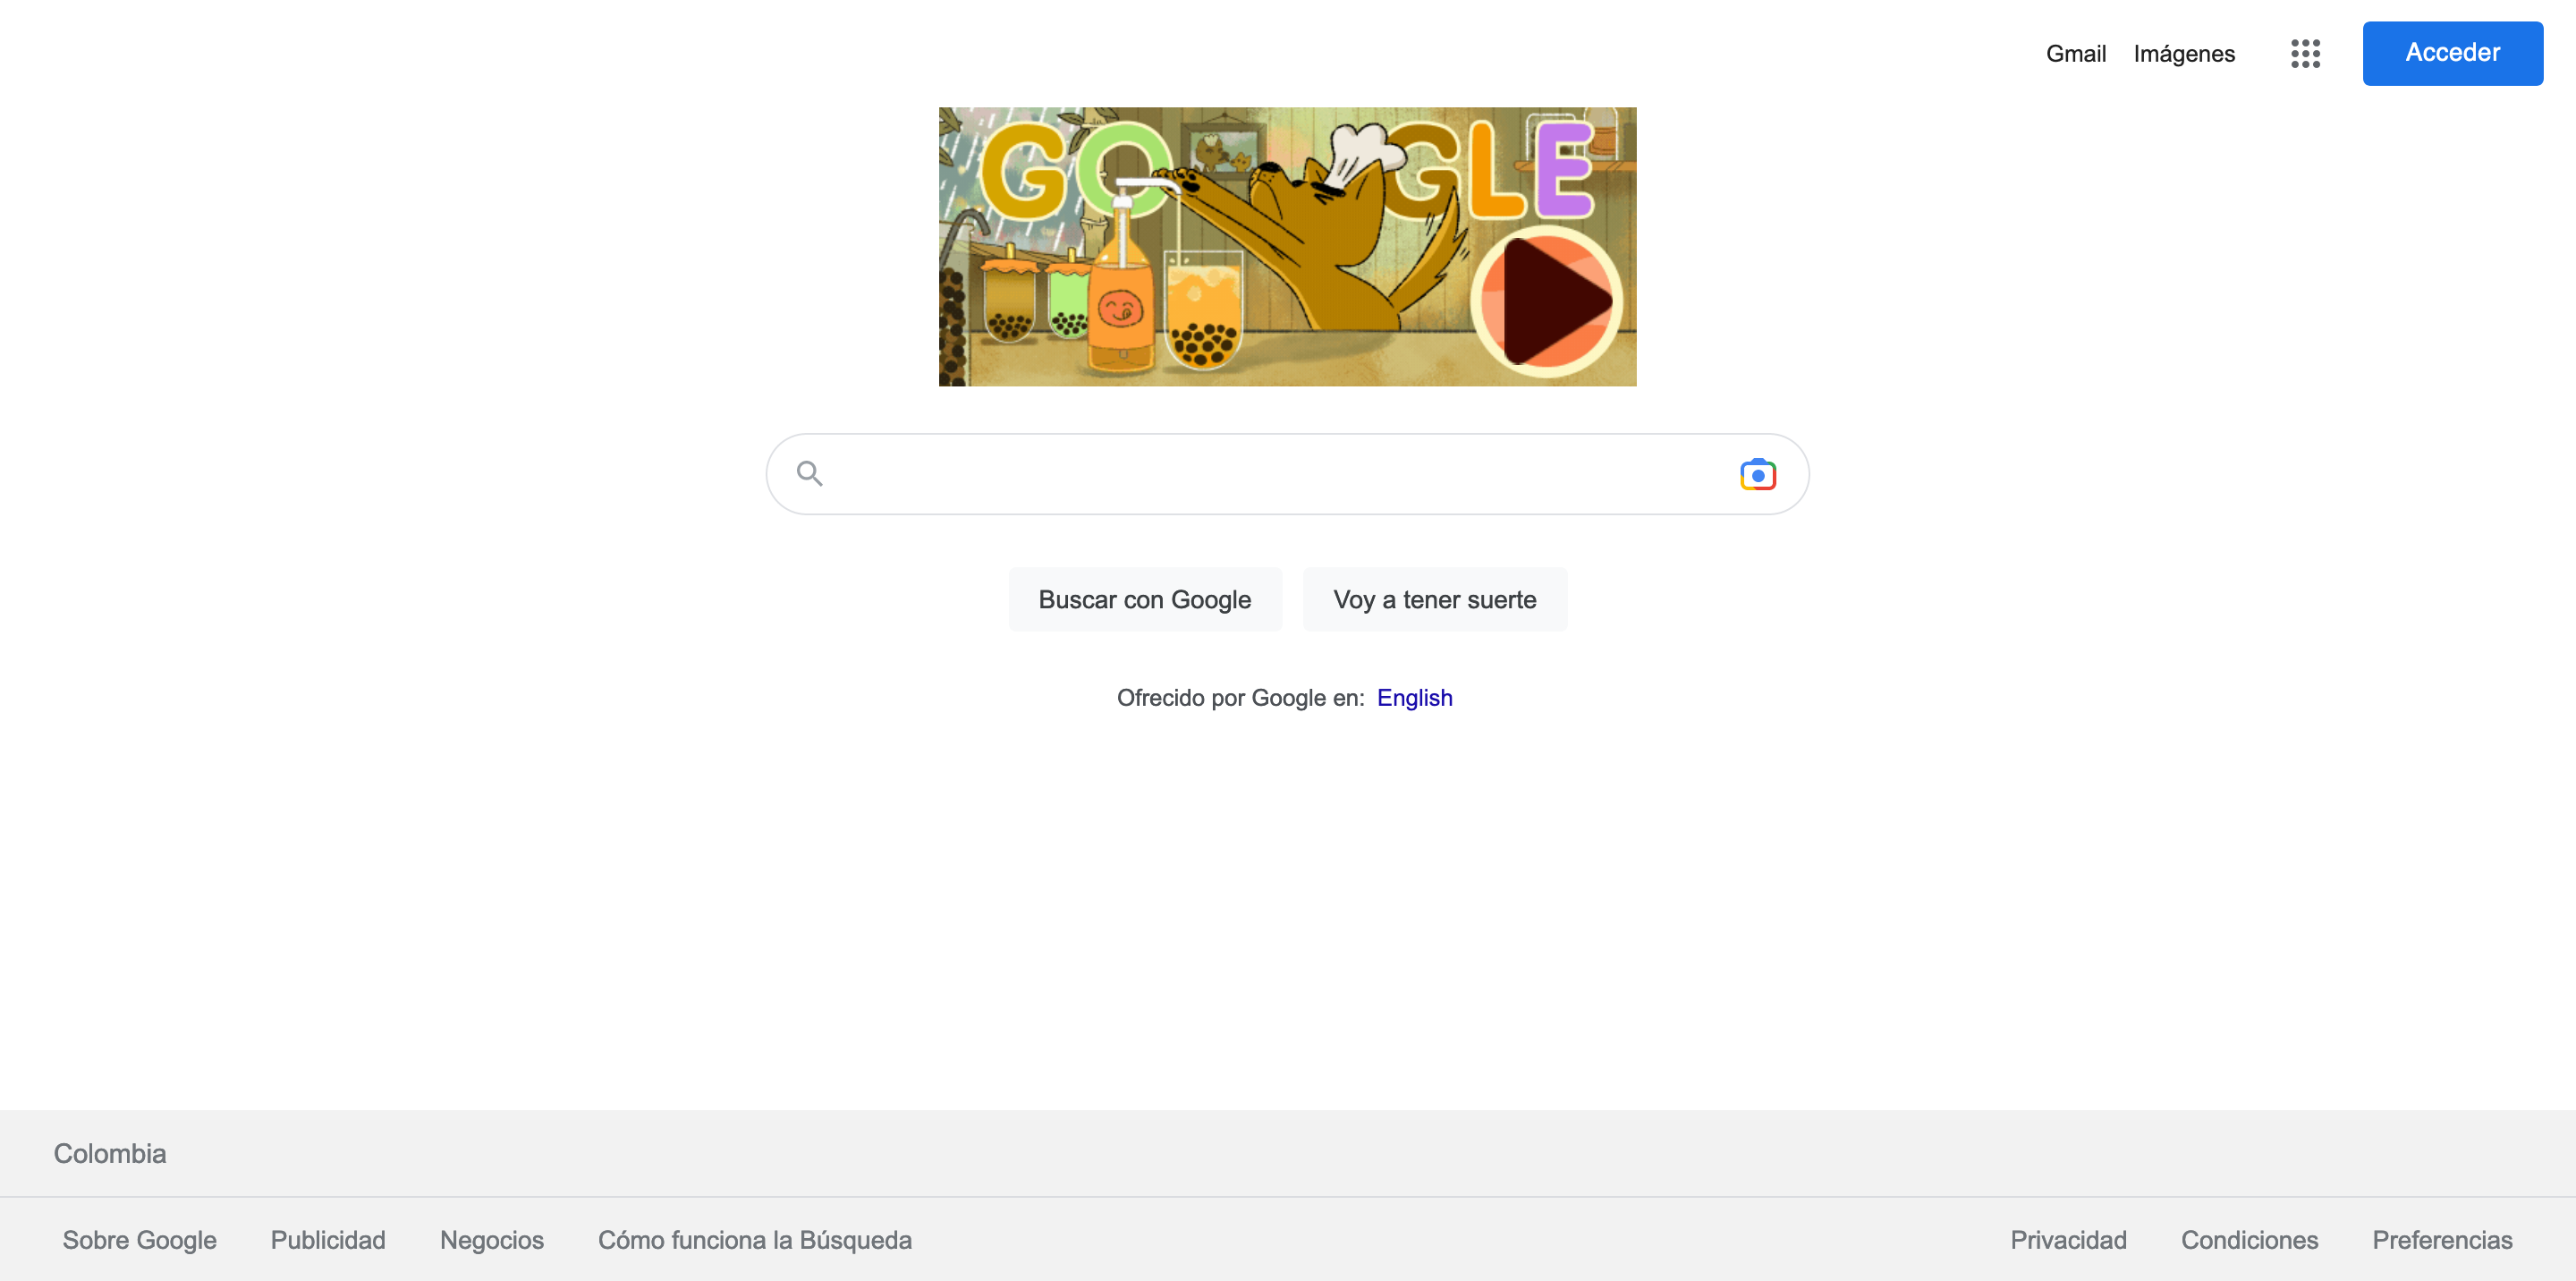 Gmail Imágenes Acceder
GOOGLE
Buscar con Google Voy a tener suerte
Ofrecido por Google en: English
Colombia
Sobre Google Publicidad Negocios Cómo funciona la Búsqueda Privacidad Condiciones Preferencias